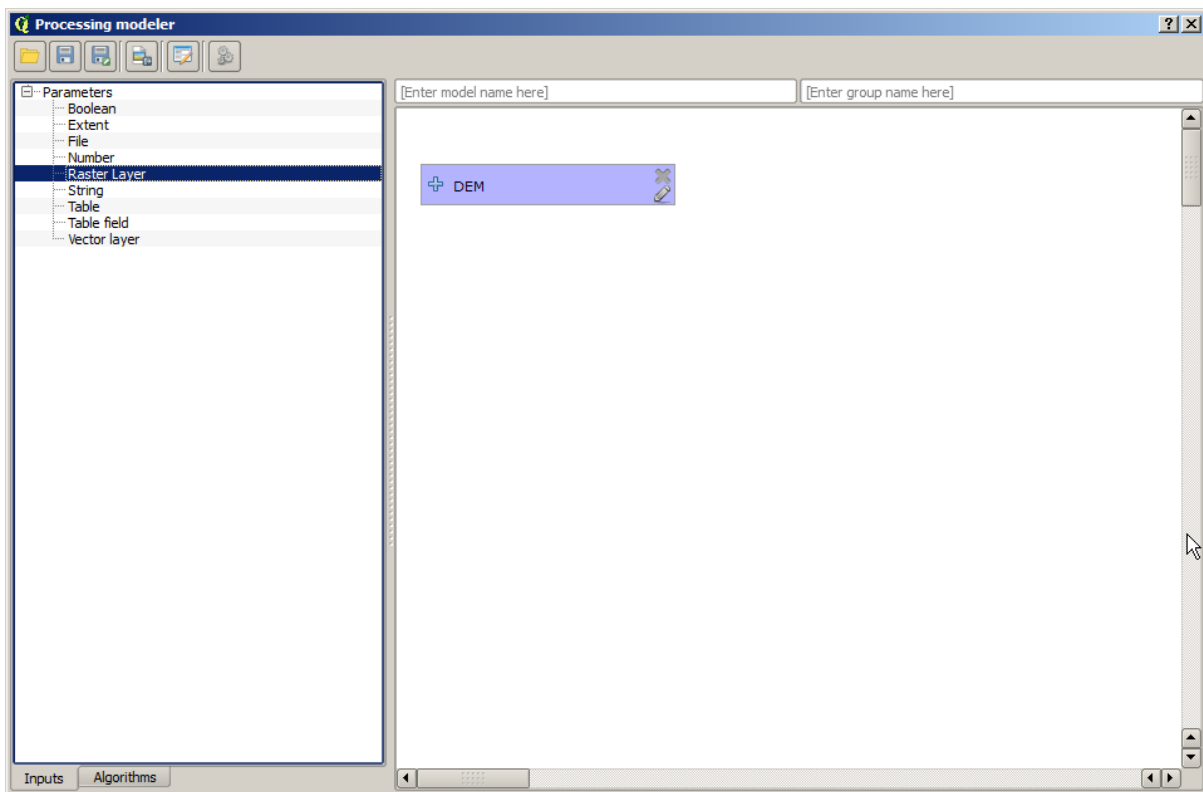 Processing modeler
Parameters
Boolean
Extent
File
Number
Raster Layer
String
Table
Table field
Vector layer
Inputs
Algorithms
[Enter model name here]
[Enter group name here]
DEM